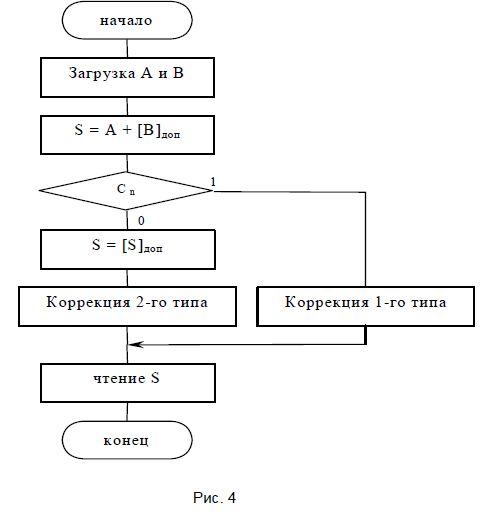 начало
Загрузка А и В
S = A + [B]доп
C n
1
0
S = [S]доп
Коррекция 2-го типа
Коррекция 1-го типа
чтение S
конец
Рис. 4